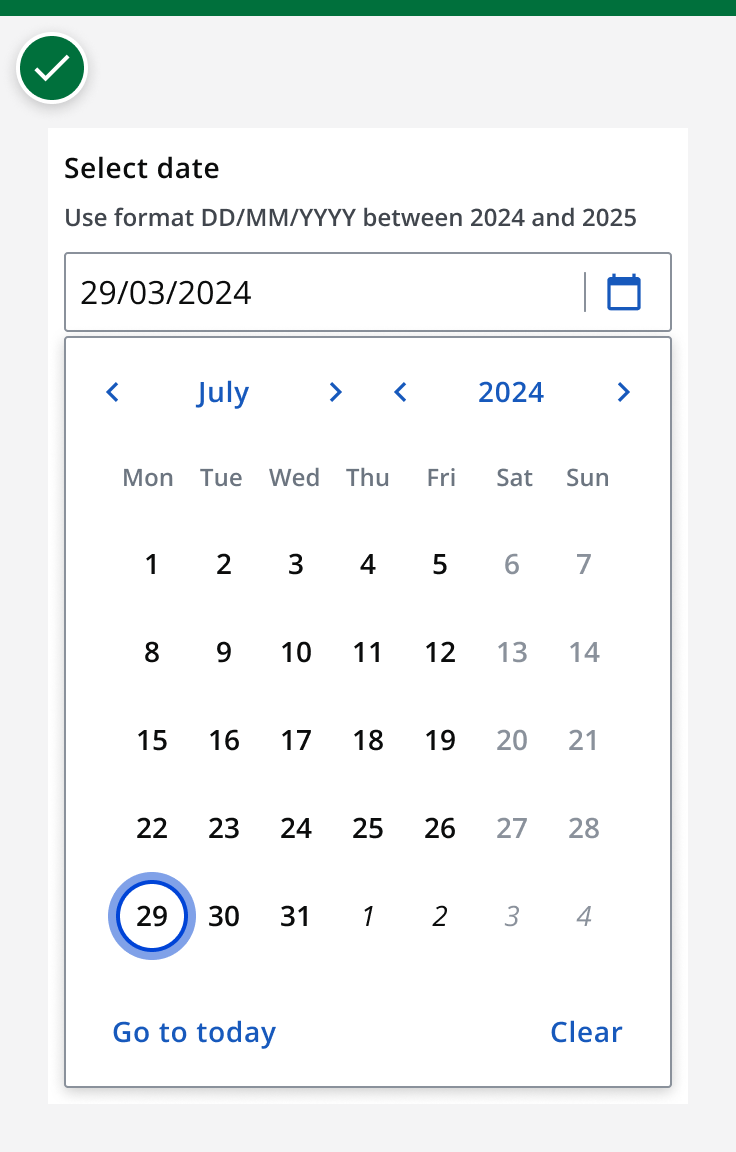 Select date
Use format DD/MM/YYYY between 2024 and 2025
29/03/2024
July 2024
Mon Tue Wed Thu Fri Sat Sun
1 2 3 4 5 6 7
8 9 10 11 12 13 14
15 16 17 18 19 20 21
22 23 24 25 26 27 28
29 30 31 1 2 3 4
Go to today Clear